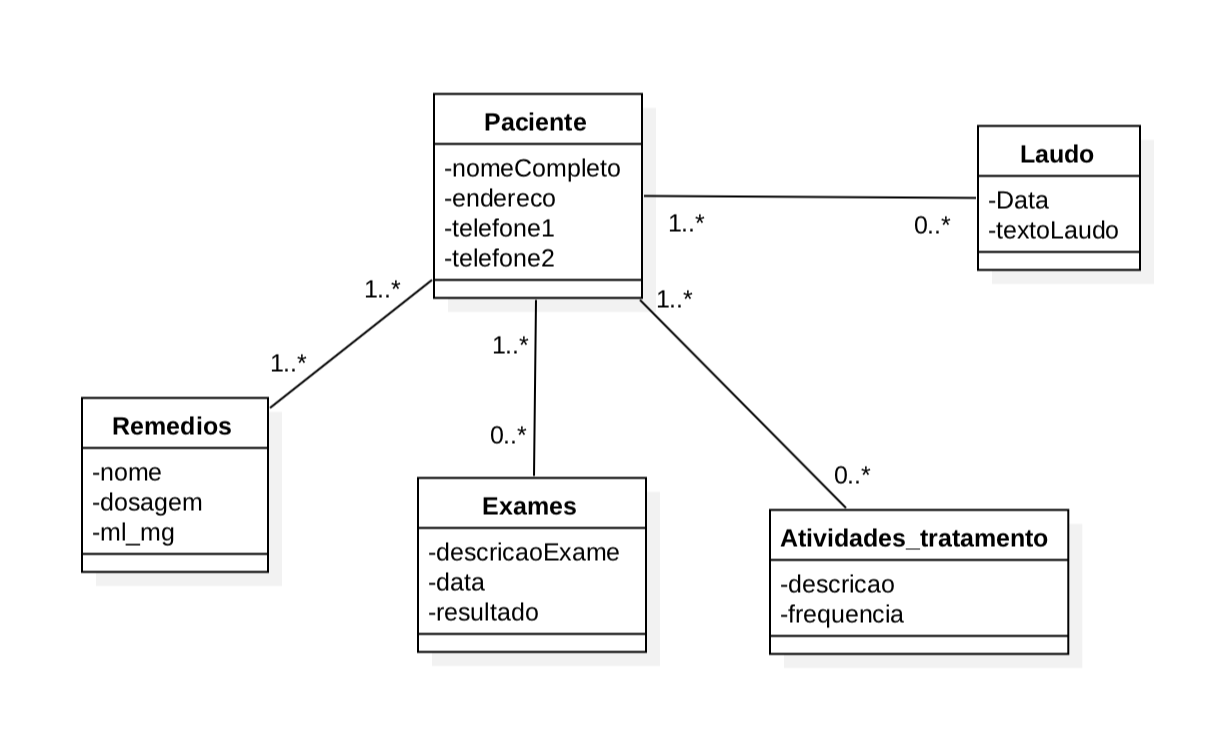 Paciente
-nomeCompleto
-endereco
-telefone1
-telefone2
Laudo
-Data
-textoLaudo
1..*
0..*
1..*
1..*
1..*
1..*
0..*
0..*
Remedios
-nome
-dosagem
-ml_mg
Exames
-descricaoExame
-data
-resultado
Atividades_tratamento
-descricao
-frequencia